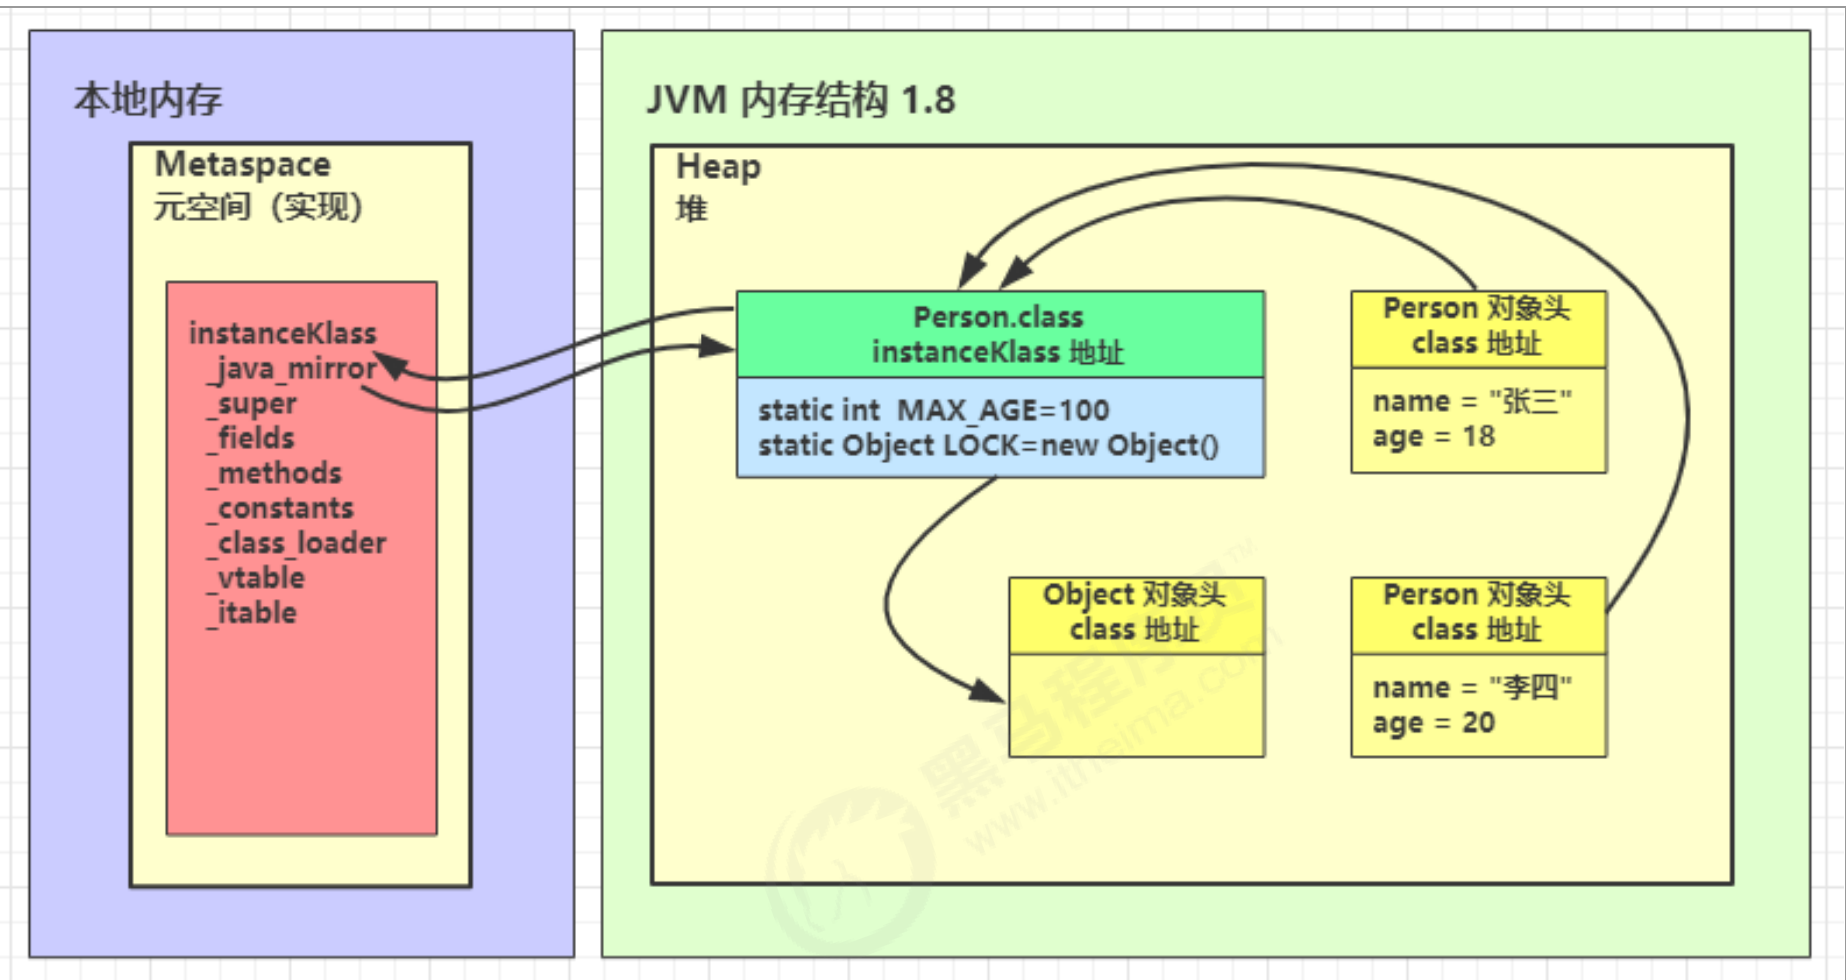 本地内存
Metaspace
元空间（实现）
instanceKlass
_java_mirror
_super
_fields
_methods
_constants
_class_loader
_vtable
_itable
JVM 内存结构 1.8
Heap
堆
Person.class
instanceKlass 地址
static int MAX_AGE=100
static Object LOCK=new Object()
Person 对象头
class 地址
name = "张三"
age = 18
Object 对象头
class 地址
Person 对象头
class 地址
name = "李四"
age = 20
黑马程序员™
www.itheima.com